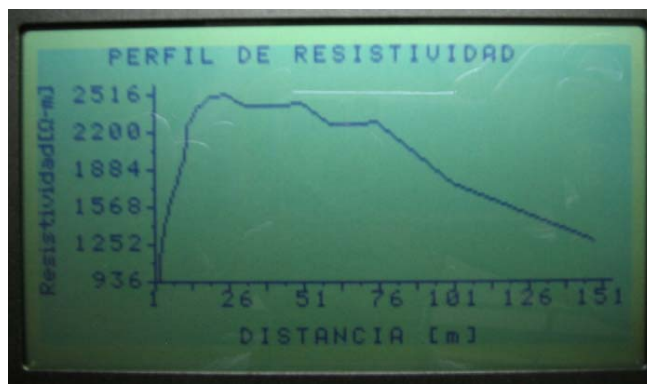 PERFIL DE RESISTIVIDAD
Resistividad[Ω-m]
2516
2200
1884
1568
1252
936
1 26 51 76 101 126 151
DISTANCIA [m]